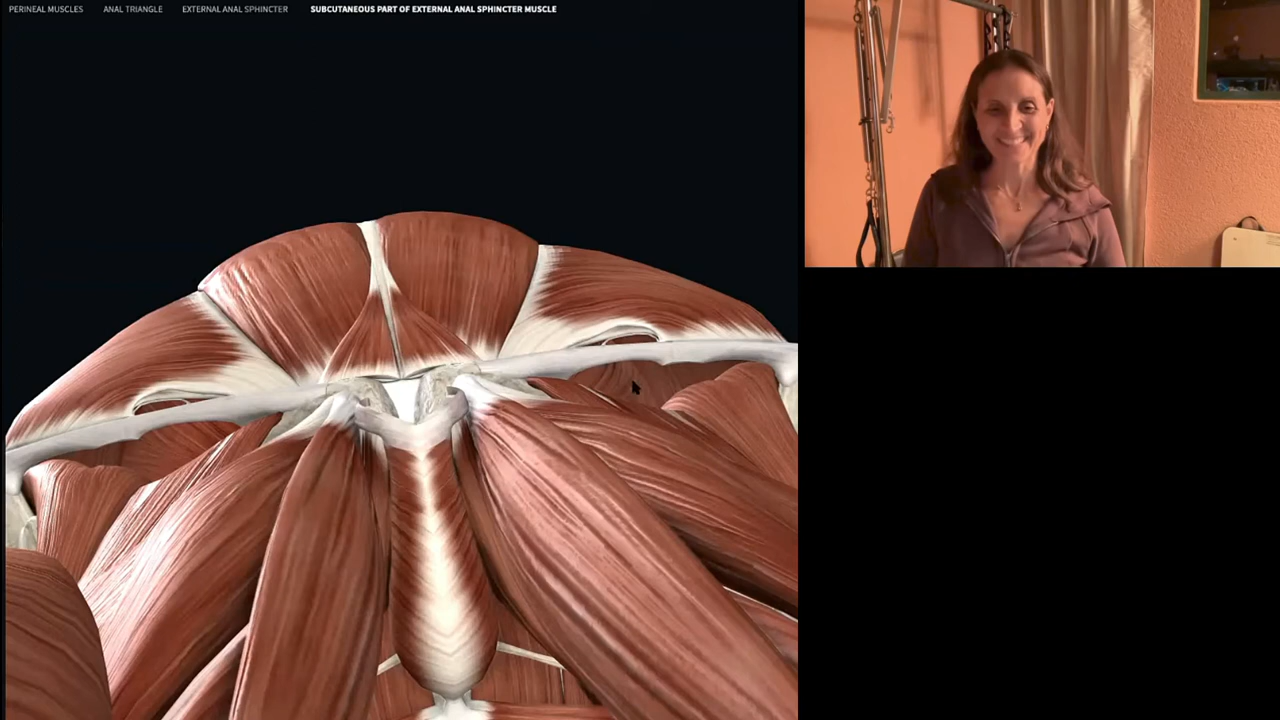 PERINEAL MUSCLES ANAL TRIANGLE EXTERNAL ANAL SPHINCTER SUBCUTANEOUS PART OF EXTERNAL ANAL SPHINCTER MUSCLE